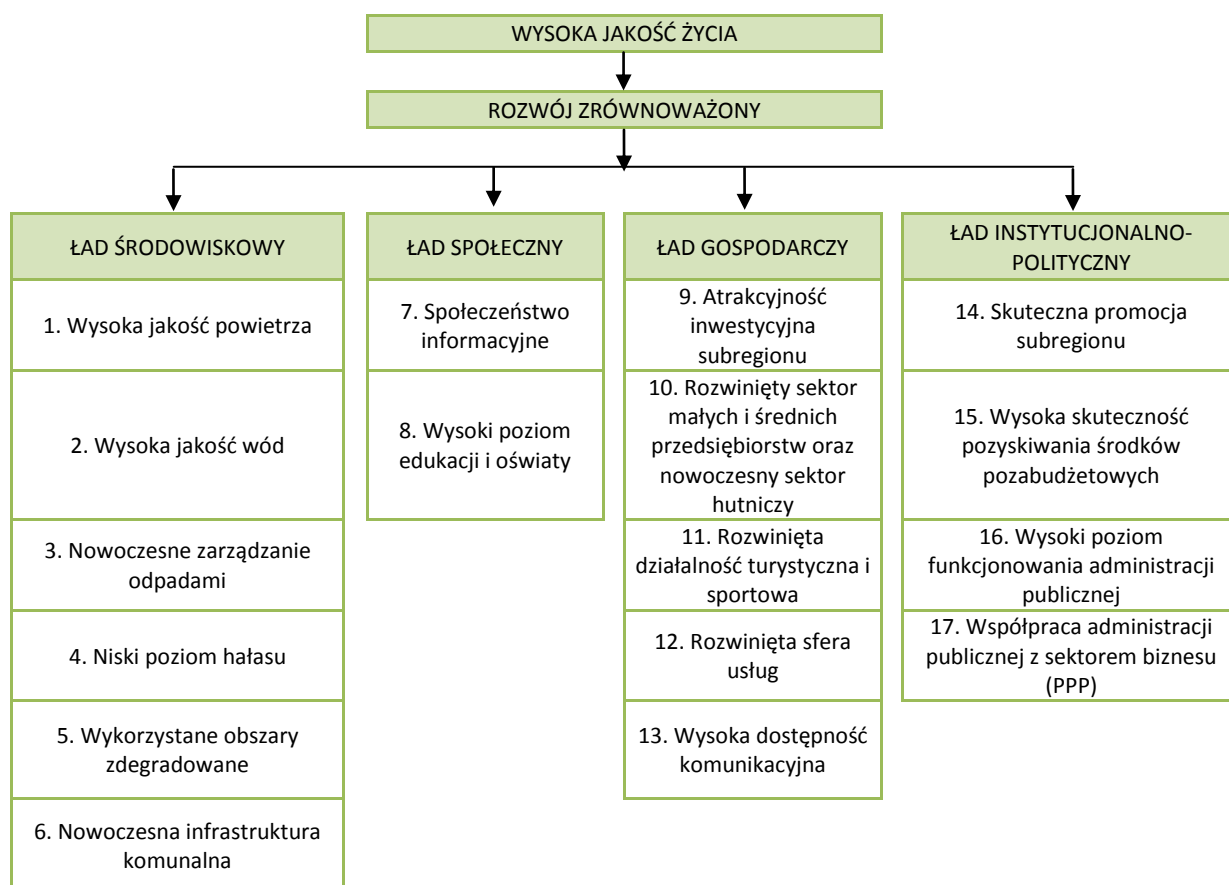 WYSOKA JAKOŚĆ ŻYCIA
ROZWÓJ ZRÓWNOWAŻONY
ŁAD ŚRODOWISKOWY
1. Wysoka jakość powietrza
2. Wysoka jakość wód
3. Nowoczesne zarządzanie
odpadami
4. Niski poziom hałasu
5. Wykorzystane obszary
zdegradowane
6. Nowoczesna infrastruktura
komunalna
ŁAD SPOŁECZNY
7. Społeczeństwo
informacyjne
8. Wysoki poziom
edukacji i oświaty
ŁAD GOSPODARCZY
9. Atrakcyjność
inwestycyjna
subregionu
10. Rozwinięty sektor
małych i średnich
przedsiębiorstw oraz
nowoczesny sektor
hutniczy
11. Rozwinięta
działalność turystyczna i
sportowa
12. Rozwinięta sfera
usług
13. Wysoka dostępność
komunikacyjna
ŁAD INSTYTUCJONALNO-
POLITYCZNY
14. Skuteczna promocja
subregionu
15. Wysoka skuteczność
pozyskiwania środków
pozabudżetowych
16. Wysoki poziom
funkcjonowania administracji
publicznej
17. Współpraca administracji
publicznej z sektorem biznesu
(PPP)